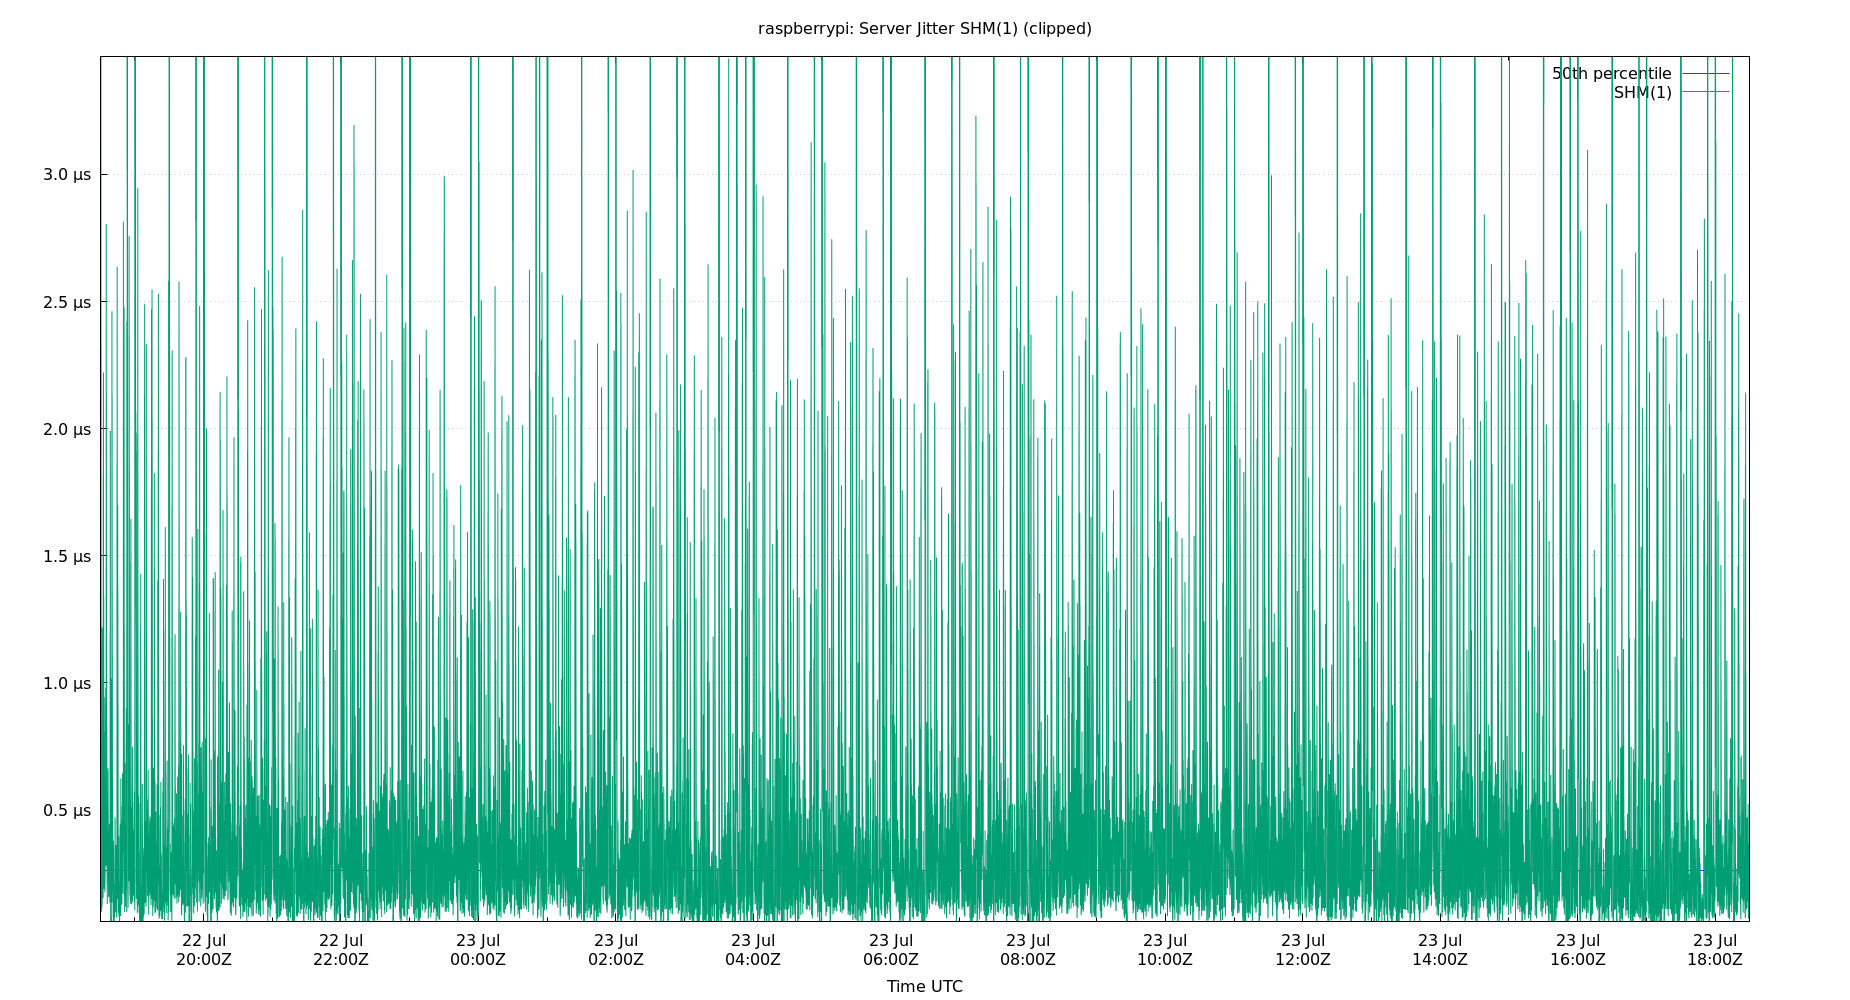 raspberrypi: Server Jitter SHM(1) (clipped)
50th percentile
SHM(1)
3.0 µs
2.5 µs
2.0 µs
1.5 µs
1.0 µs
0.5 µs
22 Jul 22 Jul 23 Jul 23 Jul 23 Jul 23 Jul 23 Jul 23 Jul 23 Jul 23 Jul 23 Jul 23 Jul
20:00Z 22:00Z 00:00Z 02:00Z 04:00Z 06:00Z 08:00Z 10:00Z 12:00Z 14:00Z 16:00Z 18:00Z
Time UTC